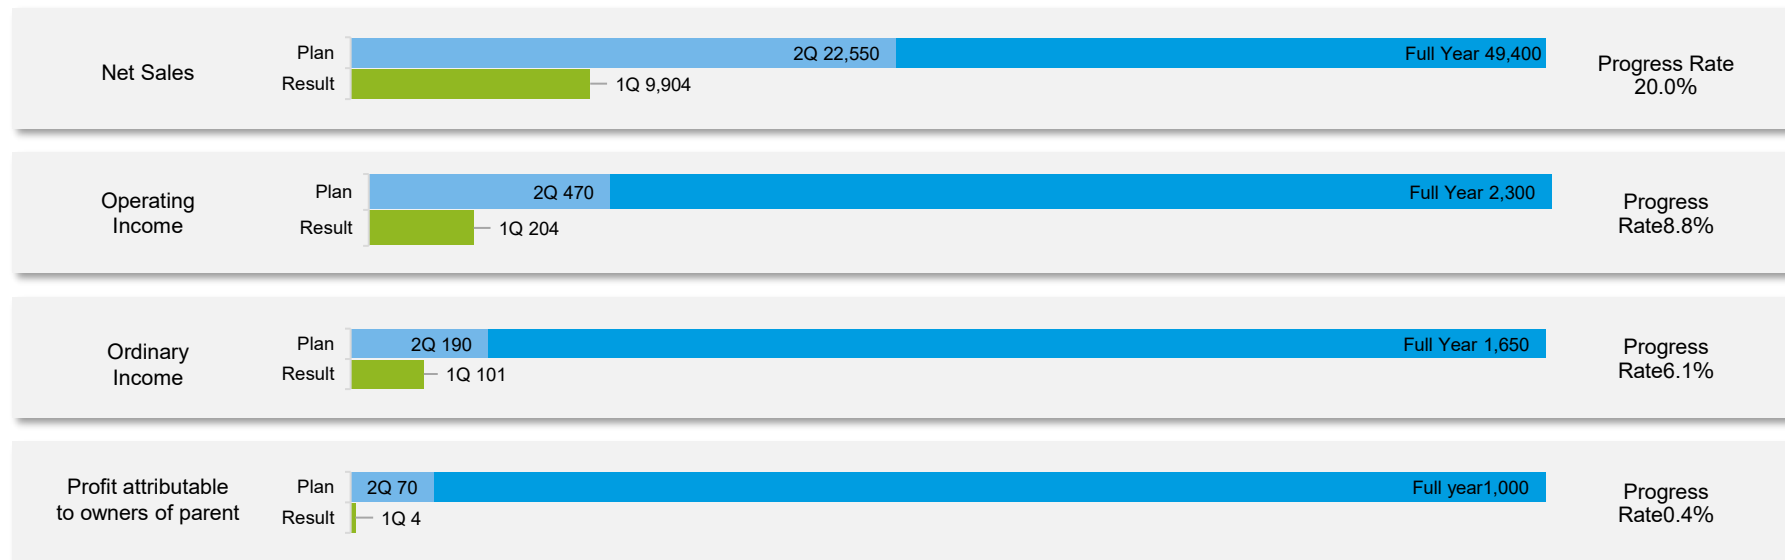 Net Sales
Plan
2Q 22,550
Full Year 49,400
Result
1Q 9,904
Progress Rate
20.0%
Operating
Income
Plan
2Q 470
Full Year 2,300
Result
1Q 204
Progress
Rate8.8%
Ordinary
Income
Plan
2Q 190
Full Year 1,650
Result
1Q 101
Progress
Rate6.1%
Profit attributable
to owners of parent
Plan
2Q 70
Full year1,000
Result
1Q 4
Progress
Rate0.4%